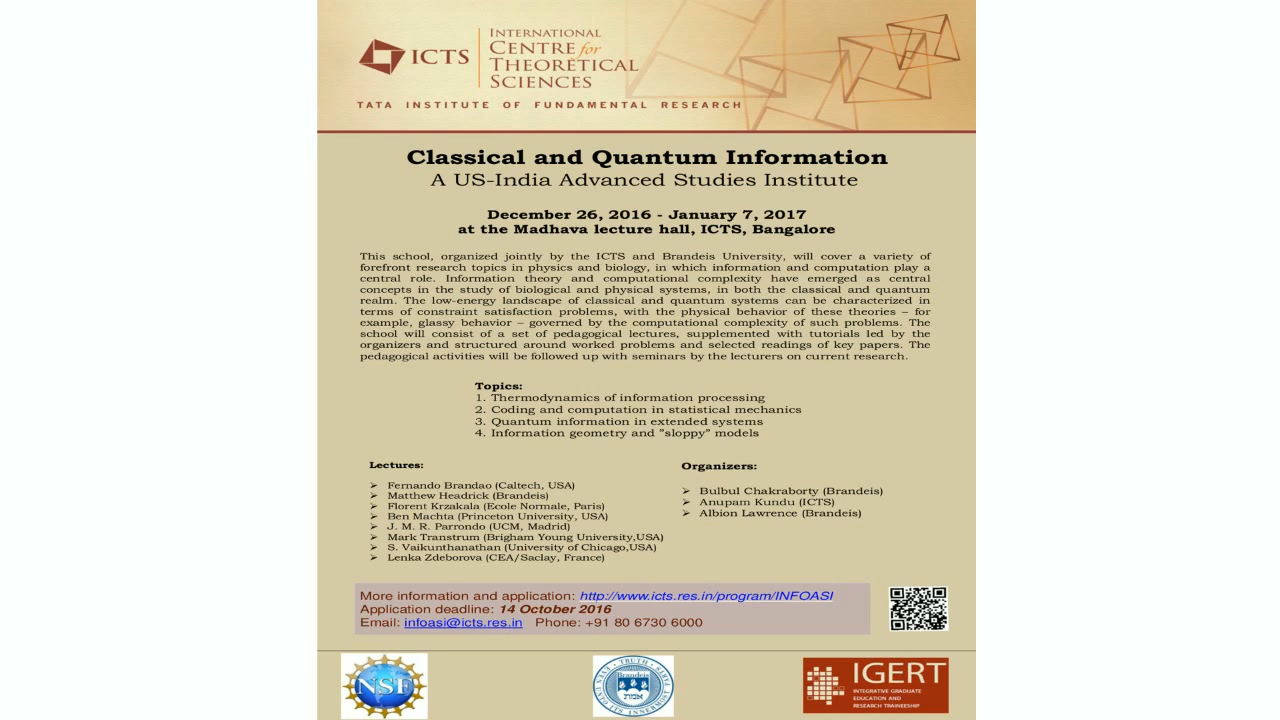 ICTS
INTERNATIONAL
CENTRE for
THEORETICAL
SCIENCES
TATA INSTITUTE OF FUNDAMENTAL RESEARCH
Classical and Quantum Information
A US-India Advanced Studies Institute
December 26, 2016 - January 7, 2017
at the Madhava lecture hall, ICTS, Bangalore
This school, organized jointly by the ICTS and Brandeis University, will cover a variety of
forefront research topics in physics and biology, in which information and computation play a
central role. Information theory and computational complexity have emerged as central
concepts in the study of biological and physical systems, in both the classical and quantum
realm. The low-energy landscape of classical and quantum systems can be characterized in
terms of constraint satisfaction problems, with the physical behavior of these theories – for
example, glassy behavior – governed by the computational complexity of such problems. The
school will consist of a set of pedagogical lectures, supplemented with tutorials led by the
organizers and structured around worked problems and selected readings of key papers. The
pedagogical activities will be followed up with seminars by the lecturers on current research.
Topics:
1. Thermodynamics of information processing
2. Coding and computation in statistical mechanics
3. Quantum information in extended systems
4. Information geometry and ”sloppy” models
Lectures:
➢ Fernando Brandao (Caltech, USA)
➢ Matthew Headrick (Brandeis)
➢ Florent Krzakala (Ecole Normale, Paris)
➢ Ben Machta (Princeton University, USA)
➢ J. M. R. Parrondo (UCM, Madrid)
➢ Mark Transtrum (Brigham Young University,USA)
➢ S. Vaikunthanathan (University of Chicago,USA)
➢ Lenka Zdeborova (CEA/Saclay, France)
Organizers:
➢ Bulbul Chakraborty (Brandeis)
➢ Anupam Kundu (ICTS)
➢ Albion Lawrence (Brandeis)
More information and application: http://www.icts.res.in/program/INFOASI
Application deadline: 14 October 2016
Email: infoasi@icts.res.in Phone: +91 80 6730 6000
NSF
TRUTH EVEN UNTO ITS INNERMOST PARTS
Brandeis
אמת
IGERT
INTEGRATIVE GRADUATE
EDUCATION AND
RESEARCH TRAINEESHIP